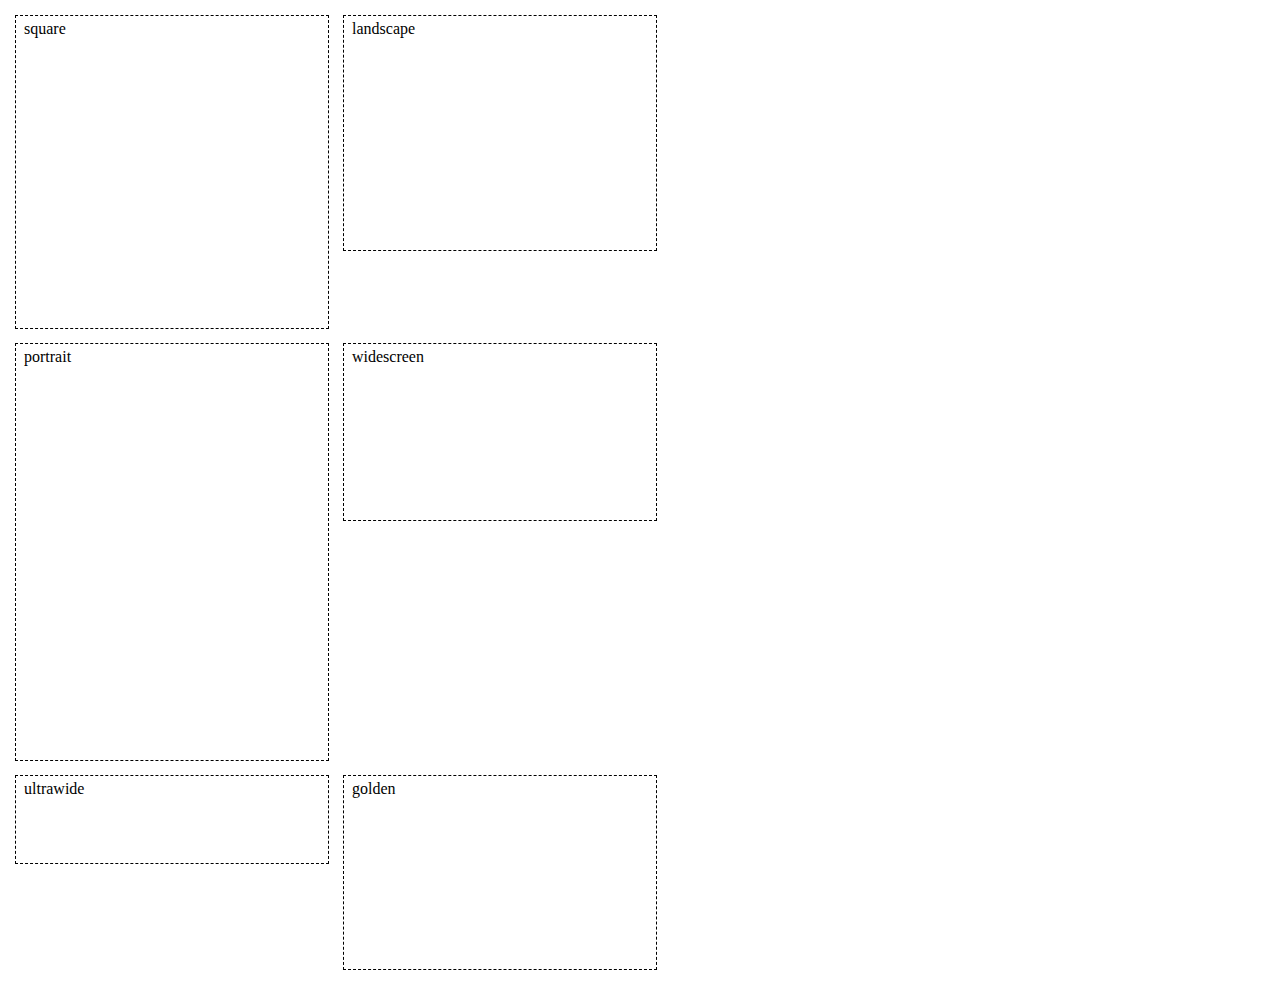 square
landscape
portrait
widescreen
ultrawide
golden